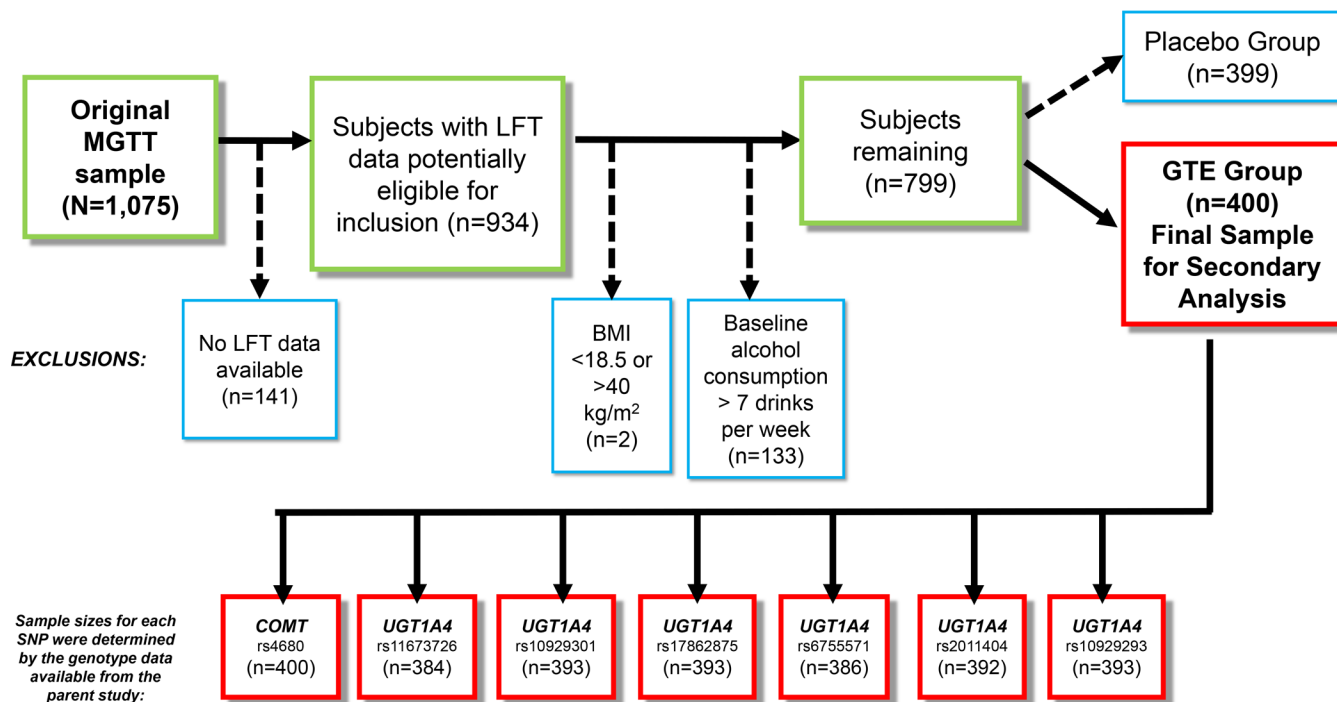 Original
MGTT
sample
(N=1,075)
Subjects with LFT
data potentially
eligible for
inclusion (n=934)
Subjects
remaining
(n=799)
Placebo Group
(n=399)
GTE Group
(n=400)
Final Sample
for Secondary
Analysis
EXCLUSIONS:
No LFT data
available
(n=141)
BMI
<18.5 or
>40
kg/m²
(n=2)
Baseline
alcohol
consumption
> 7 drinks
per week
(n=133)
Sample sizes for each
SNP were determined
by the genotype data
available from the
parent study:
COMT
rs4680
(n=400)
UGT1A4
rs11673726
(n=384)
UGT1A4
rs10929301
(n=393)
UGT1A4
rs17862875
(n=393)
UGT1A4
rs6755571
(n=386)
UGT1A4
rs2011404
(n=392)
UGT1A4
rs10929293
(n=393)